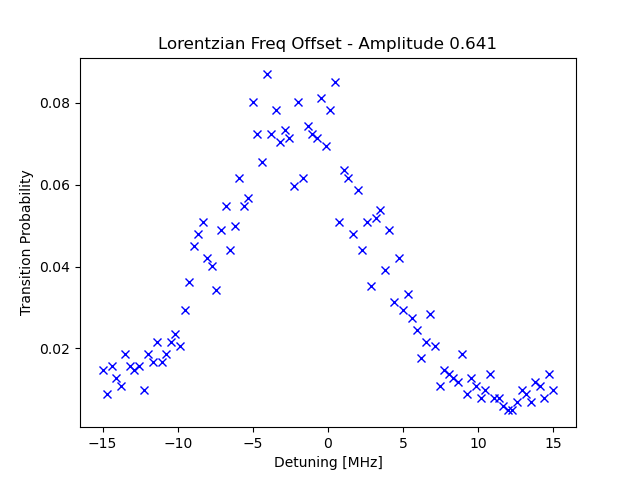 Lorentzian Freq Offset - Amplitude 0.641
0.08
0.06
0.04
0.02
Transition Probability
−15 −10 −5 0 5 10 15
Detuning [MHz]